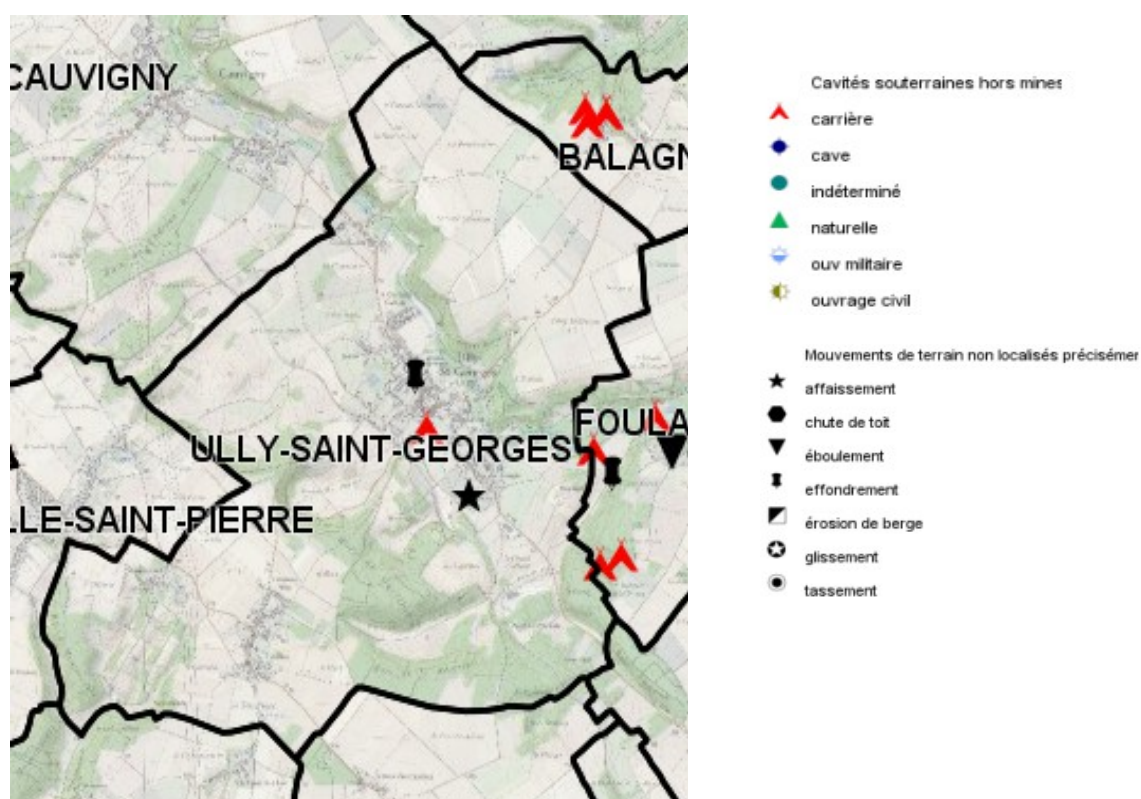 CAUVIGNY
BALAGN
ULLY-SAINT-GEORGES
FOULA
LLE-SAINT-PIERRE
Cavités souterraines hors mines
carrière
cave
indéterminé
naturelle
ouv militaire
ouvrage civil
Mouvements de terrain non localisés précisémer
affaissement
chute de toit
éboulement
effondrement
érosion de berge
glissement
tassement